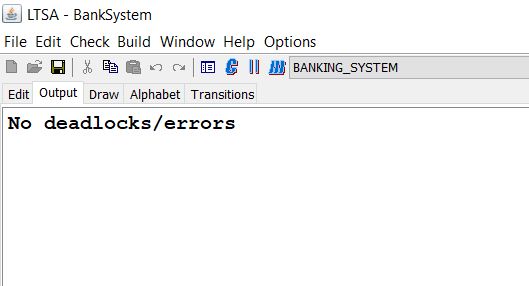 LTSA - BankSystem
File Edit Check Build Window Help Options
BANKING_SYSTEM
Edit Output Draw Alphabet Transitions
No deadlocks/errors